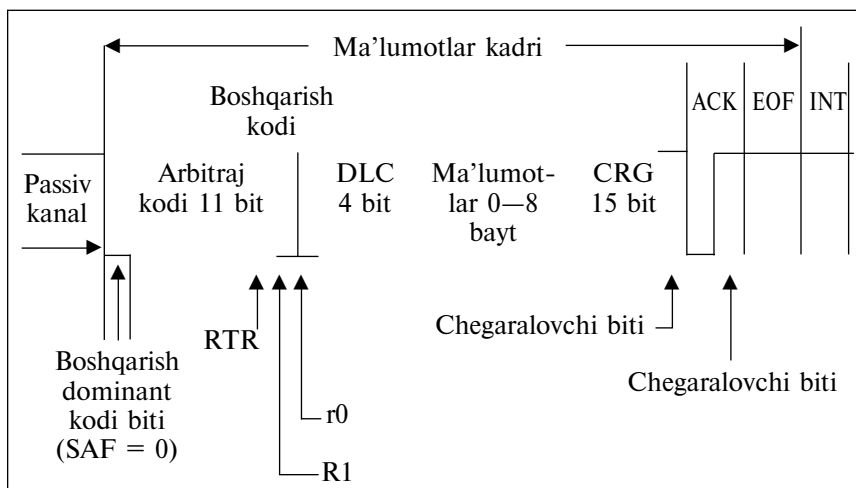 Ma’lumotlar kadri
ACK EOF INT
Boshqarish
kodi
Passiv
kanal
Arbitraj
kodi 11 bit
DLC
4 bit
Ma’lumot-
lar 0—8
bayt
CRG
15 bit
RTR
Chegaralovchi biti
Chegaralovchi biti
Boshqarish
dominant
kodi biti
(SAF = 0)
r0
R1